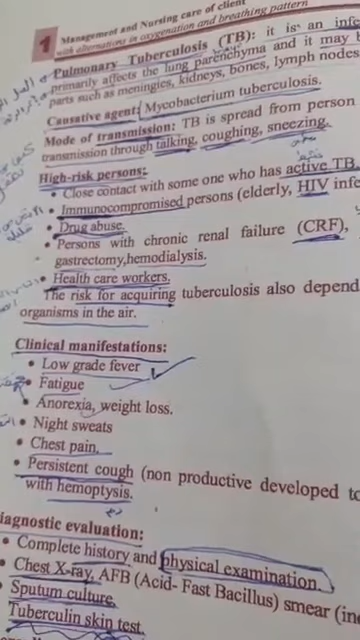 1
Management and Nursing care of client
with alternations in oxygenation and breathing pattern
Pulmonary Tuberculosis (TB): it is an infe
primarily affects the lung parenchyma and it may b
parts such as meningies, kidneys, bones, lymph nodes
Causative agent: Mycobacterium tuberculosis.
Mode of transmission: TB is spread from person
transmission through talking, coughing, sneezing.
High-risk persons:
• Close contact with some one who has active TB.
• Immunocompromised persons (elderly, HIV infe
• Drug abuse.
• Persons with chronic renal failure (CRF),
gastrectomy,hemodialysis.
• Health care workers.
The risk for acquiring tuberculosis also depend
organisms in the air.
Clinical manifestations:
• Low grade fever
• Fatigue
• Anorexia, weight loss.
• Night sweats
• Chest pain.
• Persistent cough (non productive developed to
with hemoptysis.
iagnostic evaluation:
• Complete history and physical examination.
• Chest X-ray, AFB (Acid- Fast Bacillus) smear (in
Sputum culture.
Tuberculin skin test